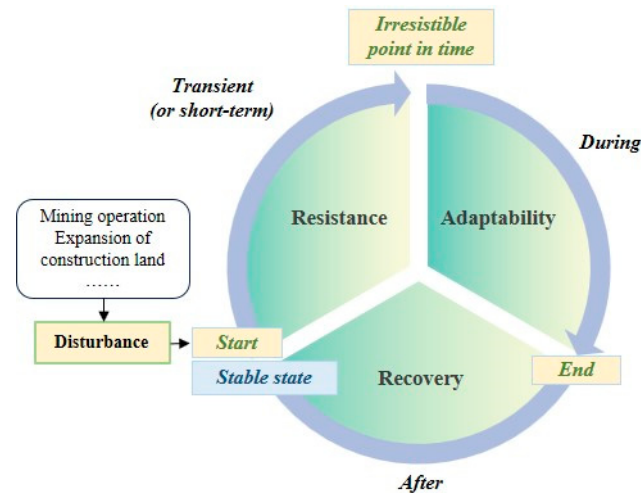 Irresistible
point in time
Transient
(or short-term)
During
Resistance
Adaptability
Mining operation
Expansion of
construction land
......
Disturbance
Start
Stable state
Recovery
End
After